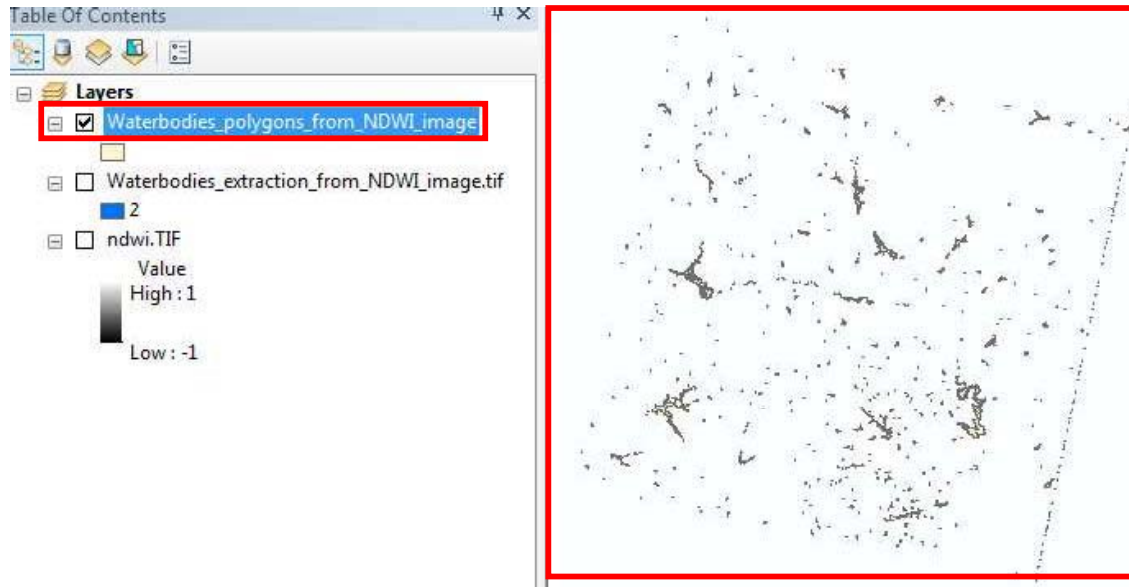 Table Of Contents
Layers
Waterbodies_polygons_from_NDWI_image
Waterbodies_extraction_from_NDWI_image.tif
2
ndwi.TIF
Value
High : 1
Low : -1